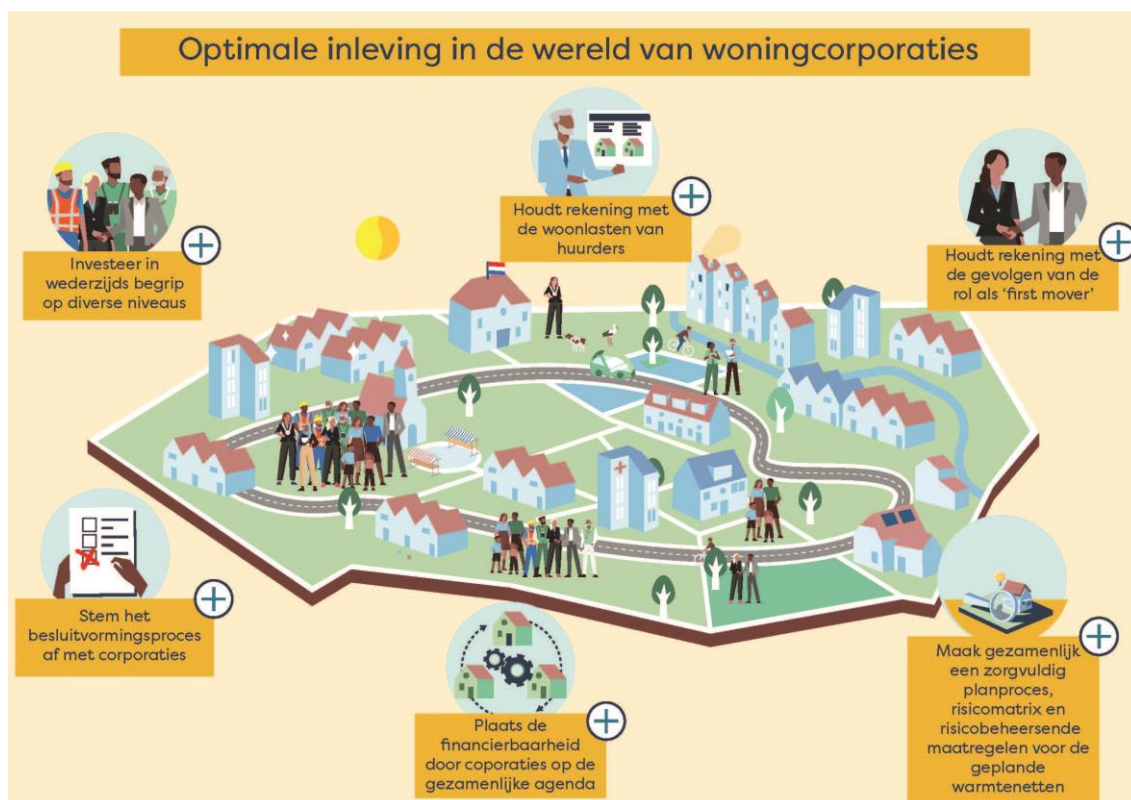 Optimale inleving in de wereld van woningcorporaties
Investeer in
wederzijds begrip
op diverse niveaus
Houdt rekening met
de woonlasten van
huurders
Houdt rekening met
de gevolgen van de
rol als ‘first mover’
Stem het
besluitvormingsproces
af met corporaties
Plaats de
financierbaarheid
door coporaties op de
gezamenlijke agenda
Maak gezamenlijk
een zorgvuldig
planproces,
risicomatrix en
risicobeheersende
maatregelen voor de
geplande
warmtenetten